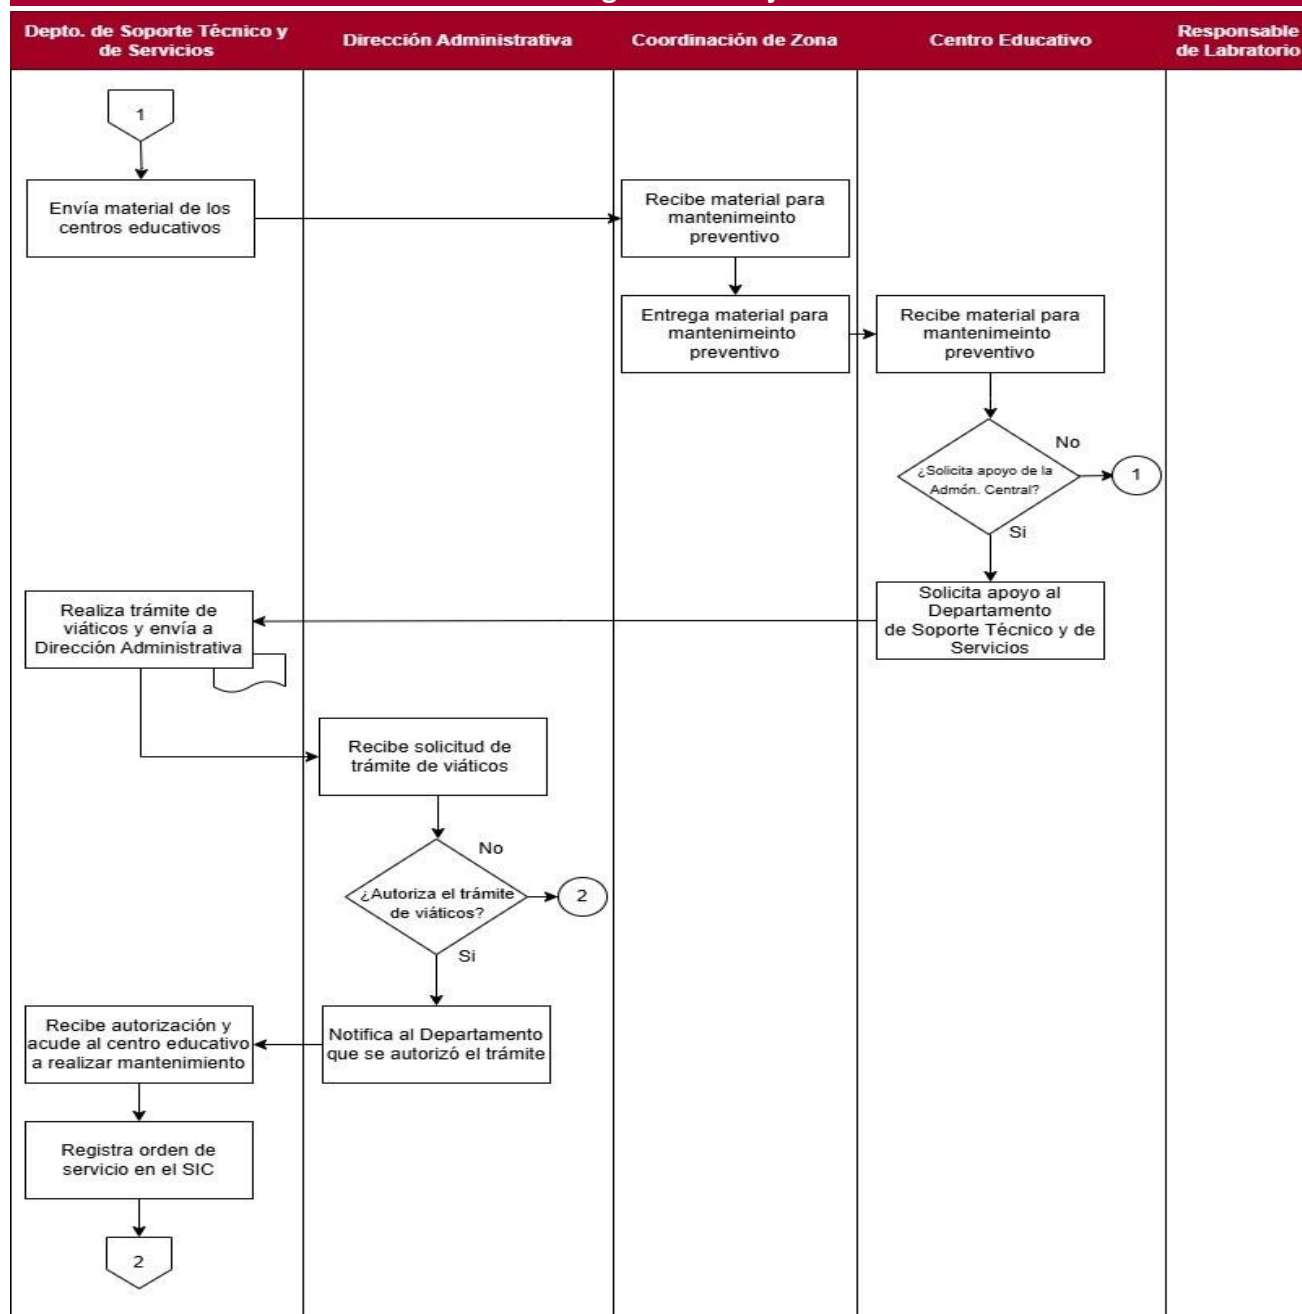 Depto. de Soporte Técnico y
de Servicios
Dirección Administrativa
Coordinación de Zona
Centro Educativo
Responsable
de Labratorio
1
Envía material de los
centros educativos
Recibe material para
mantenimeinto
preventivo
Entrega material para
mantenimeinto
preventivo
Recibe material para
mantenimeinto
preventivo
¿Solicita apoyo de la
Admón. Central?
No
1
Si
Solicita apoyo al
Departamento
de Soporte Técnico y de
Servicios
Realiza trámite de
viáticos y envía a
Dirección Administrativa
Recibe solicitud de
trámite de viáticos
No
¿Autoriza el trámite
de viáticos?
2
Si
Notifica al Departamento
que se autorizó el trámite
Recibe autorización y
acude al centro educativo
a realizar mantenimiento
Registra orden de
servicio en el SIC
2